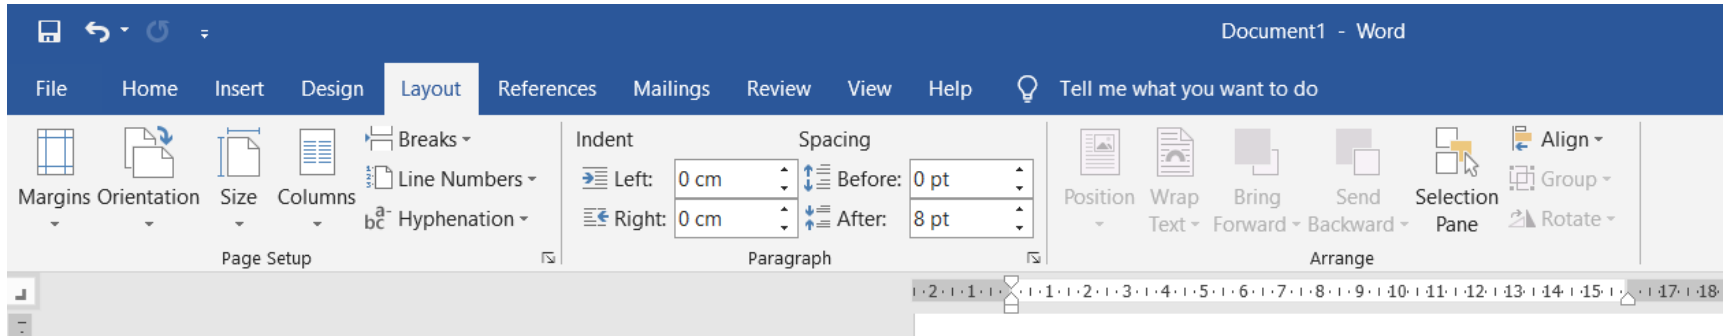 Document1 - Word
File Home Insert Design Layout References Mailings Review View Help Tell me what you want to do
Margins
Orientation
Size
Columns
Breaks
Line Numbers
Hyphenation
Page Setup
Indent
Left: 0 cm
Right: 0 cm
Spacing
Before: 0 pt
After: 8 pt
Paragraph
Position
Wrap
Text
Bring
Forward
Send
Backward
Selection
Pane
Align
Group
Rotate
Arrange
2 1 1 2 3 4 5 6 7 8 9 10 11 12 13 14 15 17 18